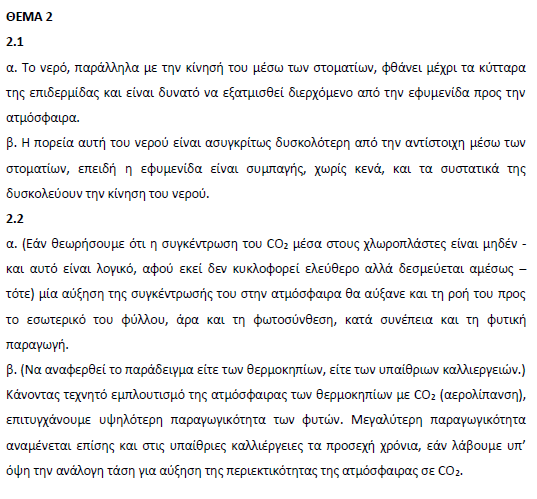 ΘΕΜΑ 2
2.1
α. Το νερό, παράλληλα με την κίνησή του μέσω των στοματίων, φθάνει μέχρι τα κύτταρα
της επιδερμίδας και είναι δυνατό να εξατμισθεί διερχόμενο από την εφυμενίδα προς την
ατμόσφαιρα.
β. Η πορεία αυτή του νερού είναι ασυγκρίτως δυσκολότερη από την αντίστοιχη μέσω των
στοματίων, επειδή η εφυμενίδα είναι συμπαγής, χωρίς κενά, και τα συστατικά της
δυσκολεύουν την κίνηση του νερού.
2.2
α. (Εάν θεωρήσουμε ότι η συγκέντρωση του CO₂ μέσα στους χλωροπλάστες είναι μηδέν -
και αυτό είναι λογικό, αφού εκεί δεν κυκλοφορεί ελεύθερο αλλά δεσμεύεται αμέσως –
τότε) μία αύξηση της συγκέντρωσής του στην ατμόσφαιρα θα αύξανε και τη ροή του προς
το εσωτερικό του φύλλου, άρα και τη φωτοσύνθεση, κατά συνέπεια και τη φυτική
παραγωγή.
β. (Να αναφερθεί το παράδειγμα είτε των θερμοκηπίων, είτε των υπαίθριων καλλιεργειών.)
Κάνοντας τεχνητό εμπλουτισμό της ατμόσφαιρας των θερμοκηπίων με CO₂ (αερολίπανση),
επιτυγχάνουμε υψηλότερη παραγωγικότητα των φυτών. Μεγαλύτερη παραγωγικότητα
αναμένεται επίσης και στις υπαίθριες καλλιέργειες τα προσεχή χρόνια, εάν λάβουμε υπ’
όψη την ανάλογη τάση για αύξηση της περιεκτικότητας της ατμόσφαιρας σε CO₂.